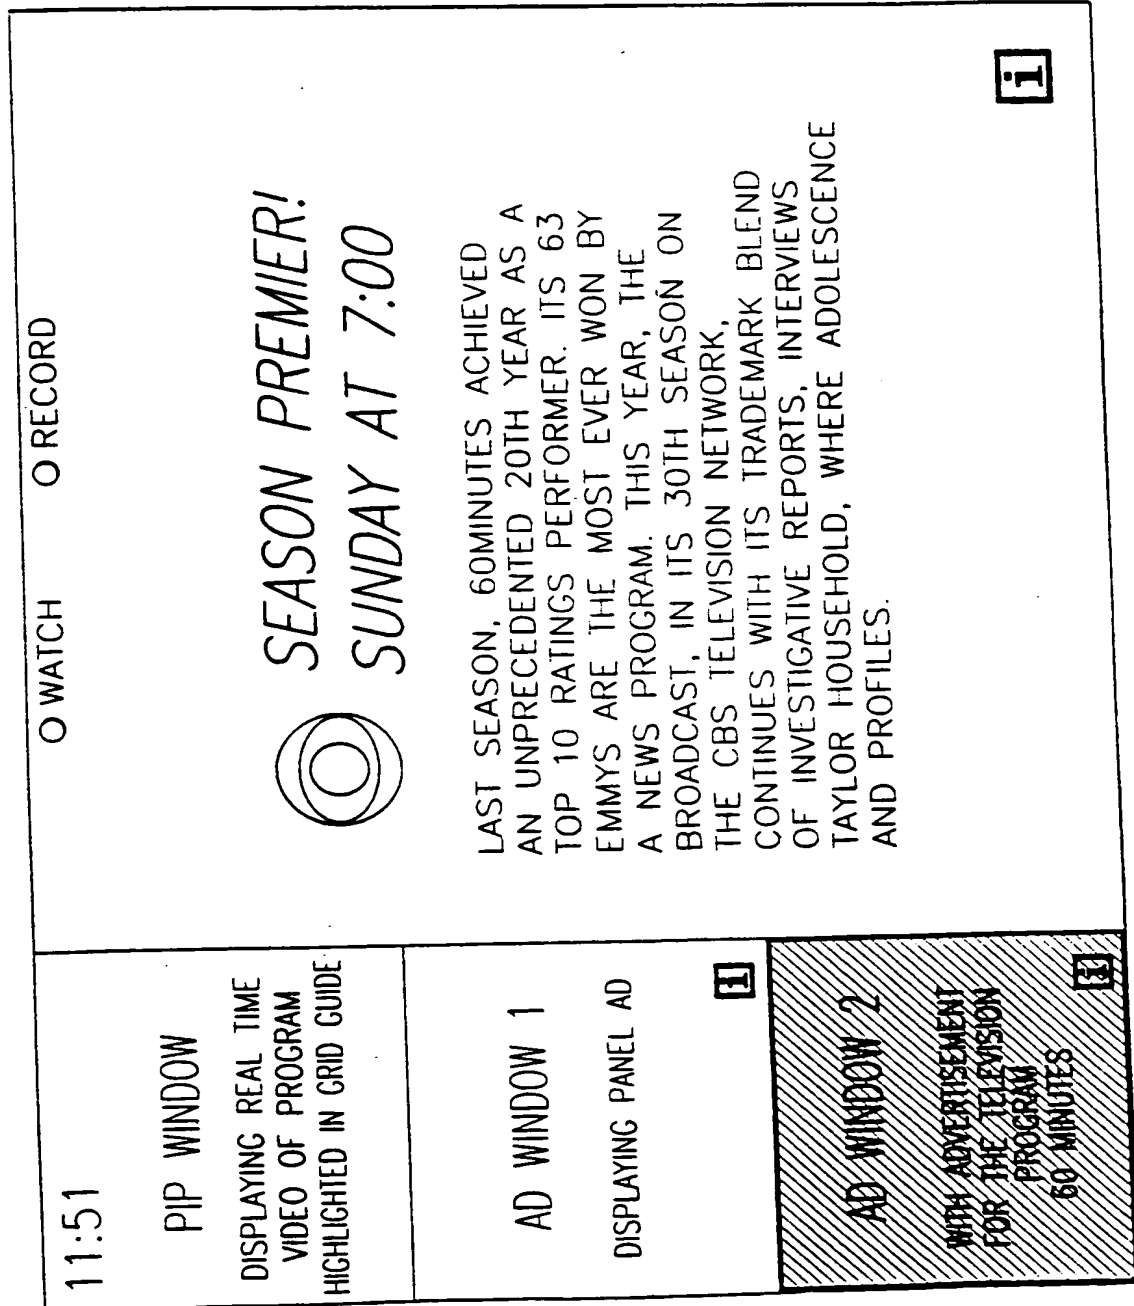 11:51
PIP WINDOW
DISPLAYING REAL TIME
VIDEO OF PROGRAM
HIGHLIGHTED IN GRID GUIDE
AD WINDOW 1
DISPLAYING PANEL AD
i
AD WINDOW 2
WITH ADVERTISEMENT
FOR THE TELEVISION
PROGRAM
60 MINUTES
i
O WATCH O RECORD
SEASON PREMIER!
SUNDAY AT 7:00
LAST SEASON, 60MINUTES ACHIEVED
AN UNPRECEDENTED 20TH YEAR AS A
TOP 10 RATINGS PERFORMER. ITS 63
EMMYS ARE THE MOST EVER WON BY
A NEWS PROGRAM. THIS YEAR, THE
BROADCAST, IN ITS 30TH SEASON ON
THE CBS TELEVISION NETWORK,
CONTINUES WITH ITS TRADEMARK BLEND
OF INVESTIGATIVE REPORTS, INTERVIEWS
TAYLOR HOUSEHOLD, WHERE ADOLESCENCE
AND PROFILES.
i